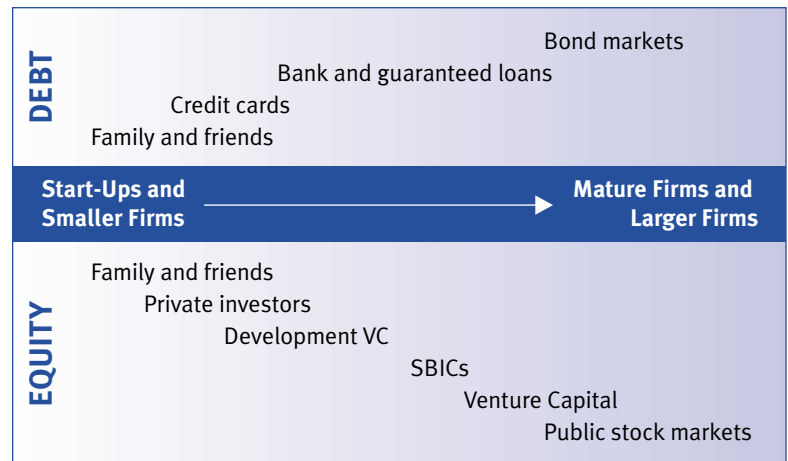 DEBT
Bond markets
Bank and guaranteed loans
Credit cards
Family and friends
Start-Ups and
Smaller Firms
Mature Firms and
Larger Firms
EQUITY
Family and friends
Private investors
Development VC
SBICs
Venture Capital
Public stock markets